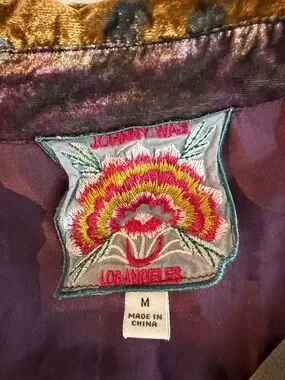 JOHNNY WAS
LOS ANGELES
M
MADE IN
CHINA